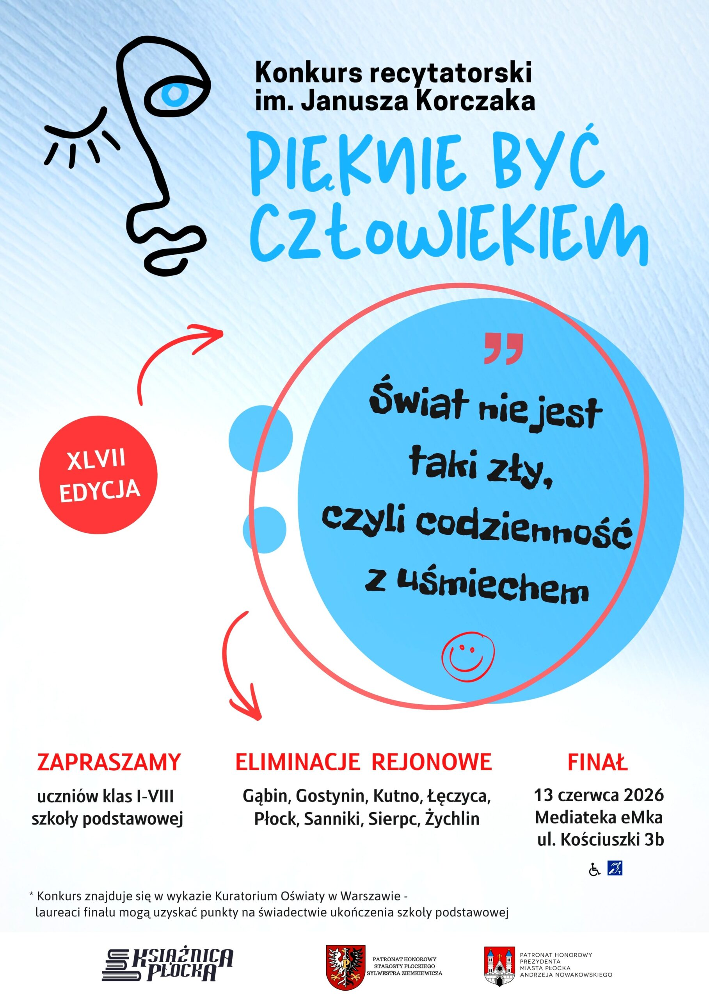 Konkurs recytatorski
im. Janusza Korczaka
PIĘKNIE BYĆ
CZŁOWIEKIEM
”
Świat nie jest
taki zły,
czyli codzienność
z uśmiechem
XLVII
EDYCJA
ZAPRASZAMY
uczniów klas I-VIII
szkoły podstawowej
ELIMINACJE REJONOWE
Gąbin, Gostynin, Kutno, Łęczyca,
Płock, Sanniki, Sierpc, Żychlin
FINAŁ
13 czerwca 2026
Mediateka eMka
ul. Kościuszki 3b
T
* Konkurs znajduje się w wykazie Kuratorium Oświaty w Warszawie -
laureaci finału mogą uzyskać punkty na świadectwie ukończenia szkoły podstawowej
KSIĄŻNICA
PŁOCKA
P
PATRONAT HONOROWY
STAROSTY PŁOCKIEGO
SYLWESTRA ZIEMKIEWICZA
PATRONAT HONOROWY
PREZYDENTA
MIASTA PŁOCKA
ANDRZEJA NOWAKOWSKIEGO